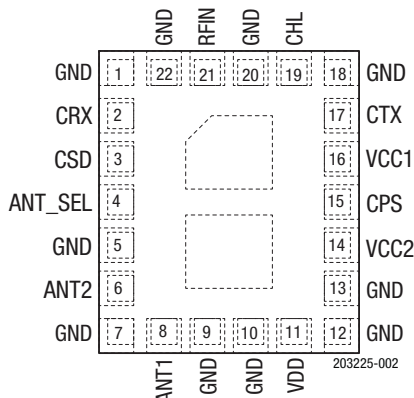 GND RFIN GND CHL
GND 1 22 21 20 19 18 GND
CRX 2 17 CTX
CSD 3 16 VCC1
ANT_SEL 4 15 CPS
GND 5 14 VCC2
ANT2 6 13 GND
GND 7 8 9 10 11 12 GND
203225-002
ANT1 GND GND VDD